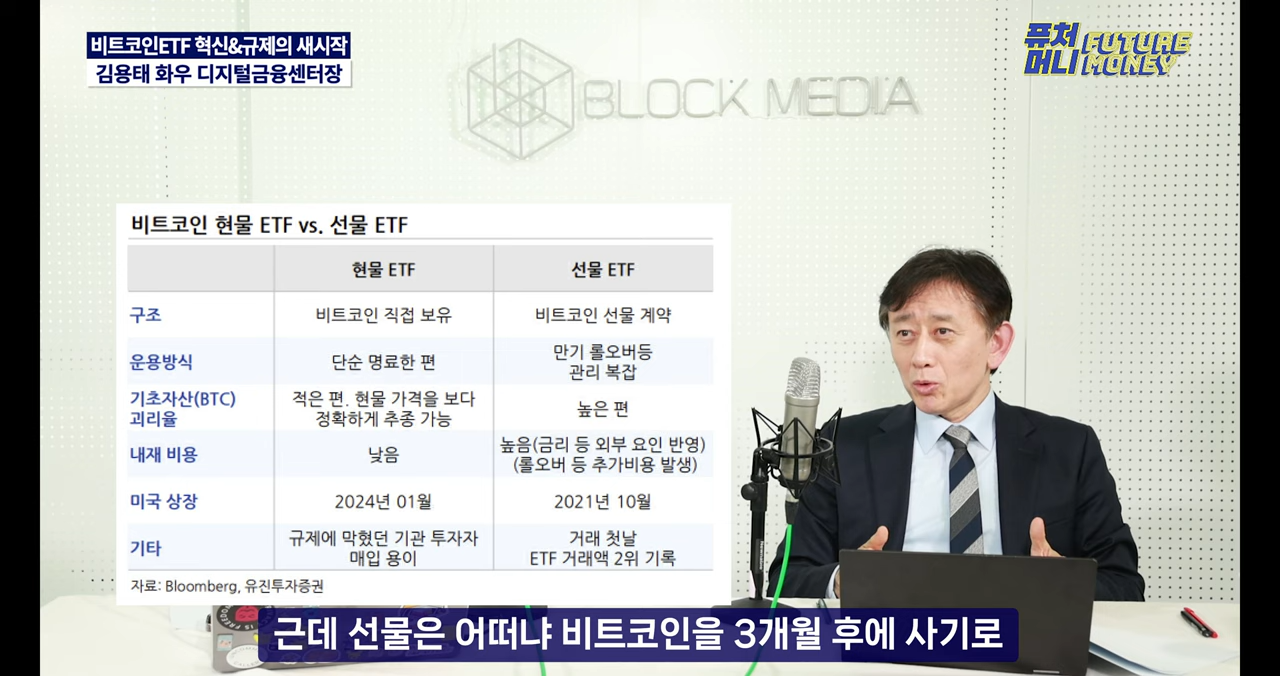 비트코인ETF 혁신&규제의 새시작
김용태 화우 디지털금융센터장
퓨처 FUTURE
머니 MONEY
BLOCK MEDIA
비트코인 현물 ETF vs. 선물 ETF
현물 ETF 선물 ETF
구조 비트코인 직접 보유 비트코인 선물 계약
운용방식 단순 명료한 편 만기 롤오버등
관리 복잡
기초자산(BTC)
괴리율 적은 편. 현물 가격을 보다
정확하게 추종 가능 높은 편
내재 비용 낮음 높음(금리 등 외부 요인 반영)
(롤오버 등 추가비용 발생)
미국 상장 2024년 01월 2021년 10월
기타 규제에 막혔던 기관 투자자
매입 용이 거래 첫날
ETF 거래액 2위 기록
자료: Bloomberg, 유진투자증권
근데 선물은 어떠냐 비트코인을 3개월 후에 사기로